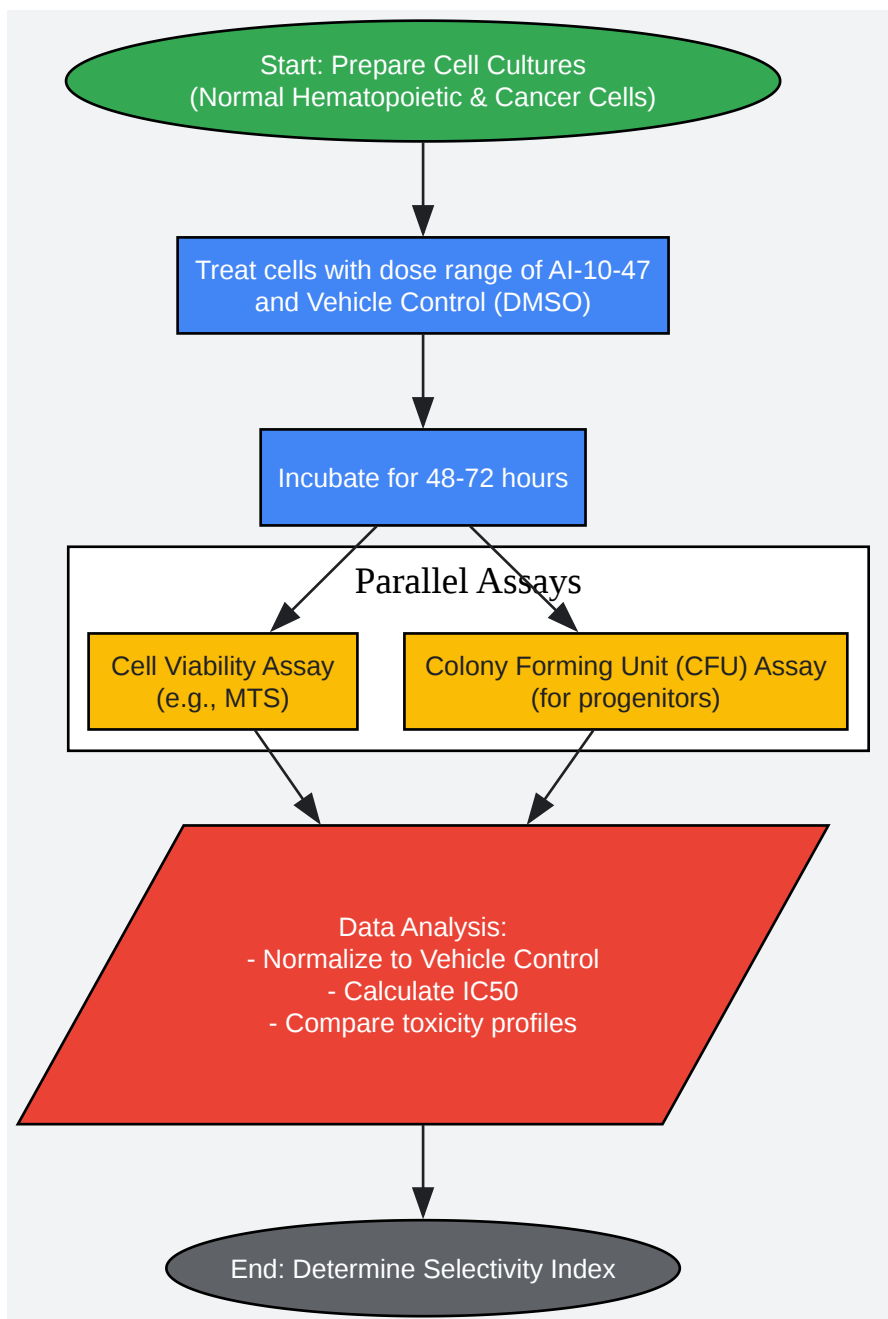 Start: Prepare Cell Cultures
(Normal Hematopoietic & Cancer Cells)
Treat cells with dose range of AI-10-47
and Vehicle Control (DMSO)
Incubate for 48-72 hours
Parallel Assays
Cell Viability Assay
(e.g., MTS)
Colony Forming Unit (CFU) Assay
(for progenitors)
Data Analysis:
- Normalize to Vehicle Control
- Calculate IC50
- Compare toxicity profiles
End: Determine Selectivity Index